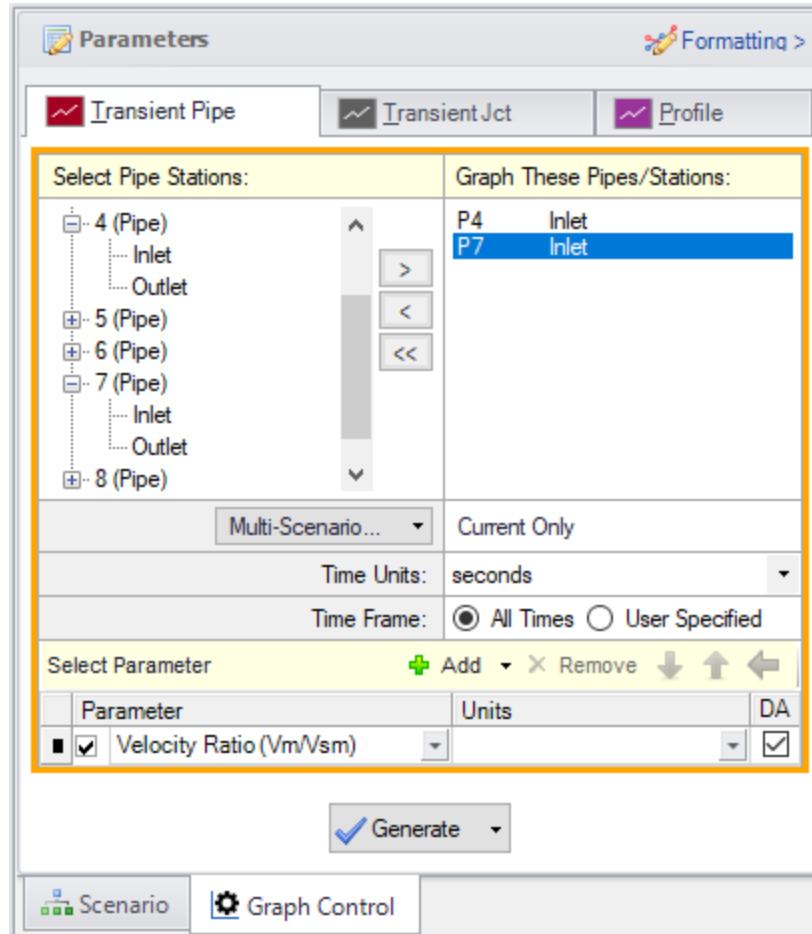 Parameters Formatting >
Transient Pipe Transient Jct Profile
Select Pipe Stations: Graph These Pipes/Stations:
4 (Pipe) P4 Inlet
Inlet P7 Inlet
Outlet >
5 (Pipe) <
6 (Pipe) <<
7 (Pipe)
Inlet
Outlet
8 (Pipe)
Multi-Scenario... Current Only
Time Units: seconds
Time Frame: All Times User Specified
Select Parameter Add Remove
Parameter Units DA
Velocity Ratio (Vm/Vsm)
Generate
Scenario Graph Control